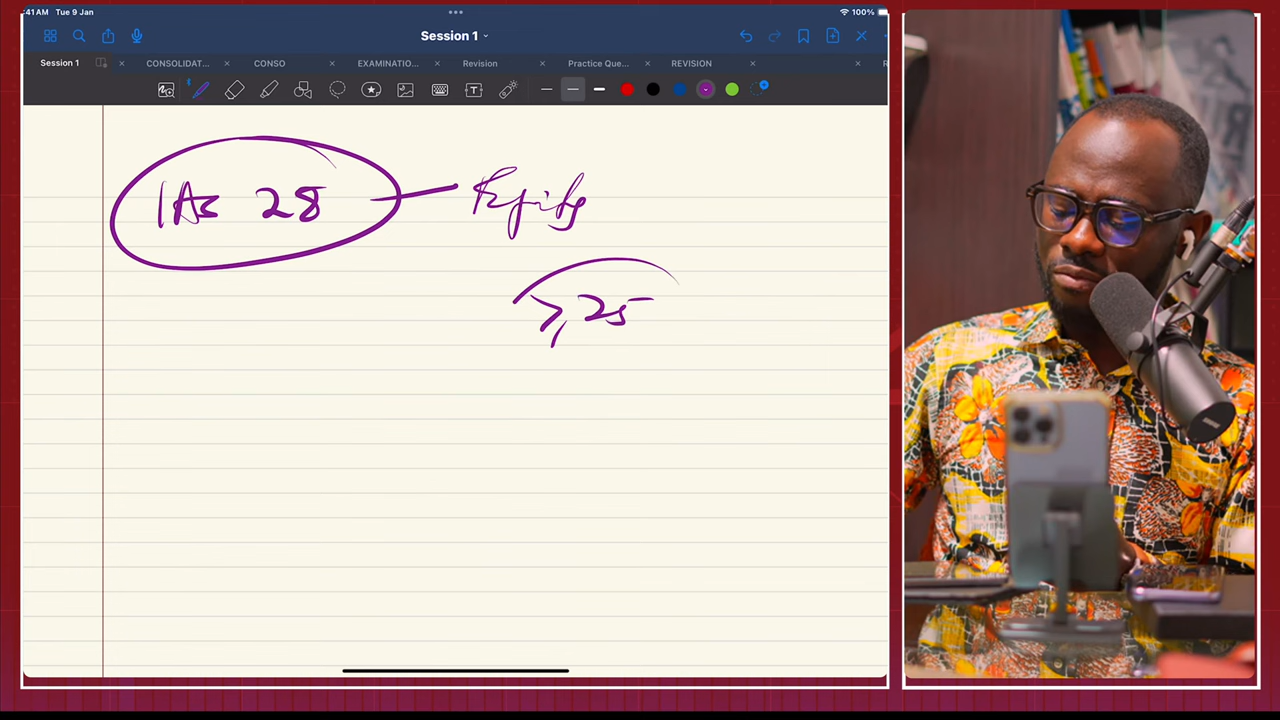 :41 AM Tue 9 Jan
100%
Session 1
Session 1 CONSOLIDAT... CONSO EXAMINATIO... Revision Practice Que... REVISION
IAS 28 Equity
≥ 25